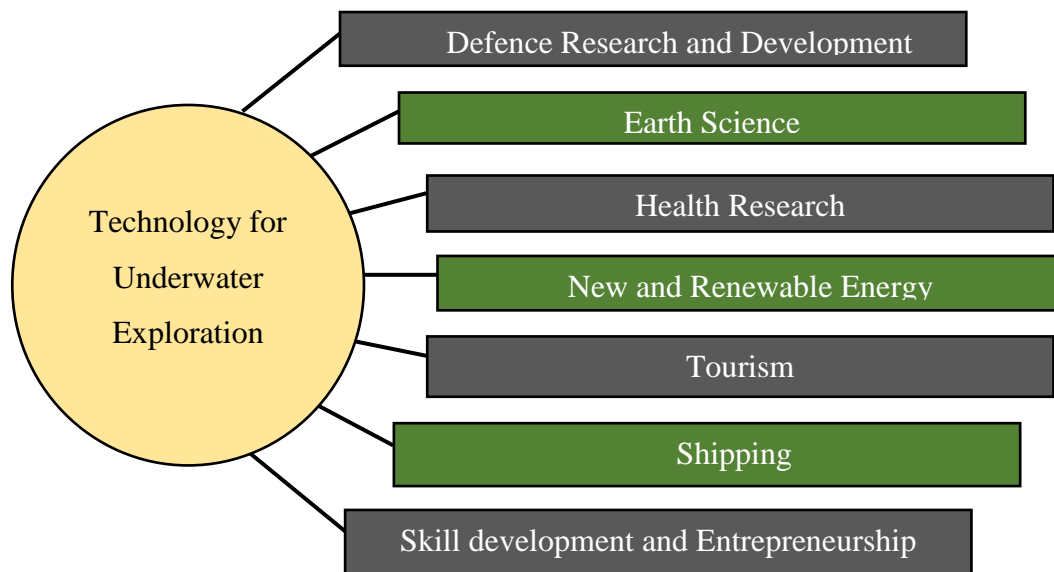 Defence Research and Development
Earth Science
Health Research
Technology for
Underwater
Exploration
New and Renewable Energy
Tourism
Shipping
Skill development and Entrepreneurship